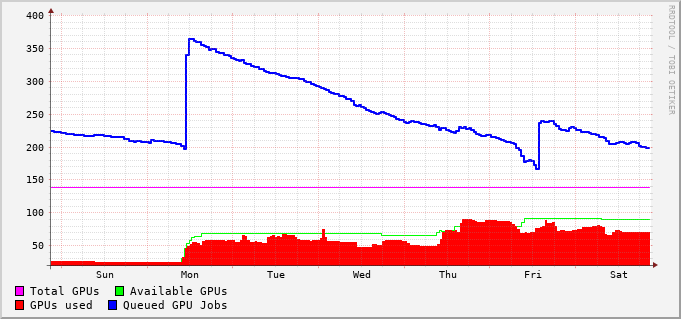 400
350
300
250
200
150
100
50
Sun Mon Tue Wed Thu Fri Sat
Total GPUs Available GPUs
GPUs used Queued GPU Jobs
RRDTOOL / TOBI OETIKER